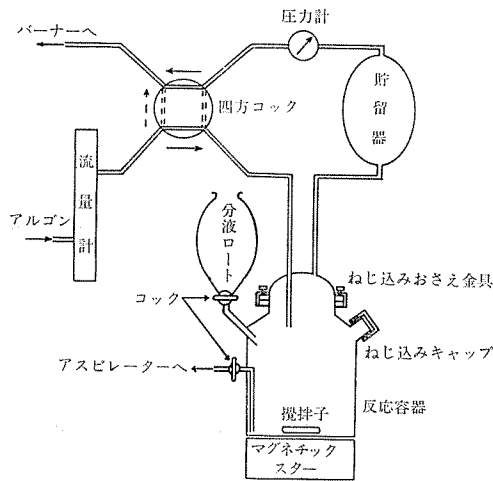 バーナーへ
圧力計
四方コック
貯留器
流量計
アルゴン
分液ロート
コック
ねじ込みおさえ金具
ねじ込みキャップ
アスピレーターへ
反応容器
攪拌子
マグネチック
スター